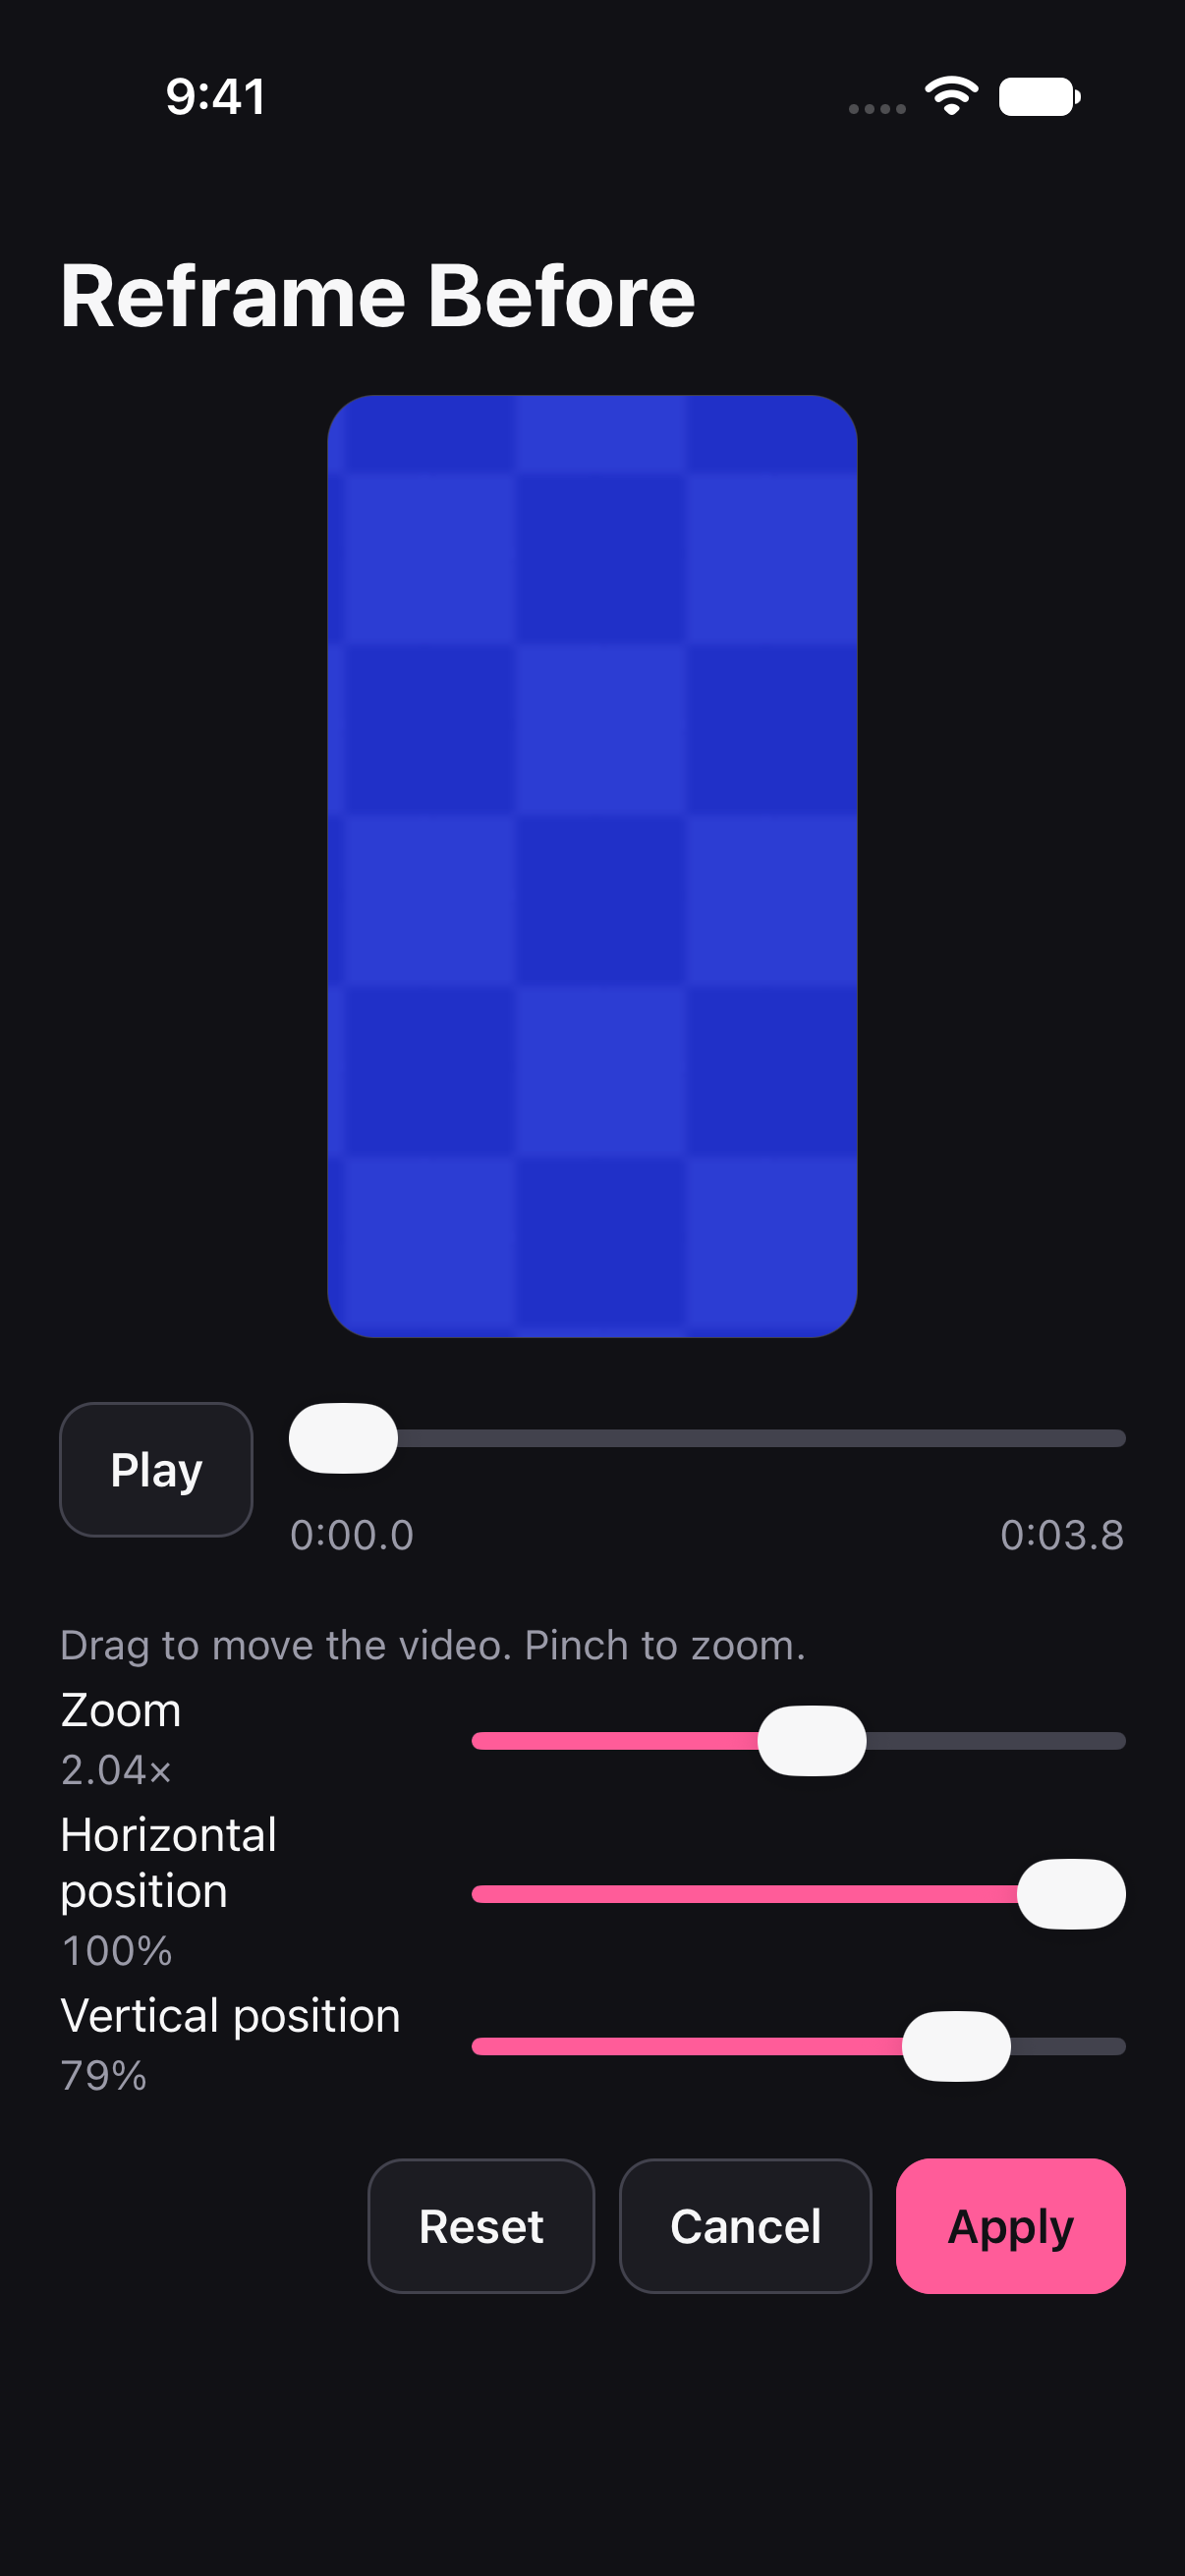 9:41
Reframe Before
Play
0:00.0
0:03.8
Drag to move the video. Pinch to zoom.
Zoom
2.04×
Horizontal
position
100%
Vertical position
79%
Reset
Cancel
Apply